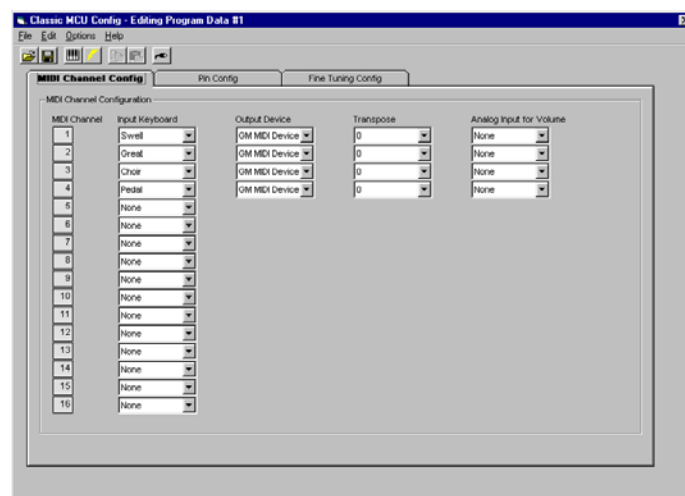 Classic MCU Config - Editing Program Data #1
File Edit Options Help
MIDI Channel Config Pin Config Fine Tuning Config
MIDI Channel Configuration
MIDI Channel Input Keyboard Output Device Transpose Analog Input for Volume
1 Swell GM MIDI Device 0 None
2 Great GM MIDI Device 0 None
3 Choir GM MIDI Device 0 None
4 Pedal GM MIDI Device 0 None
5 None
6 None
7 None
8 None
9 None
10 None
11 None
12 None
13 None
14 None
15 None
16 None